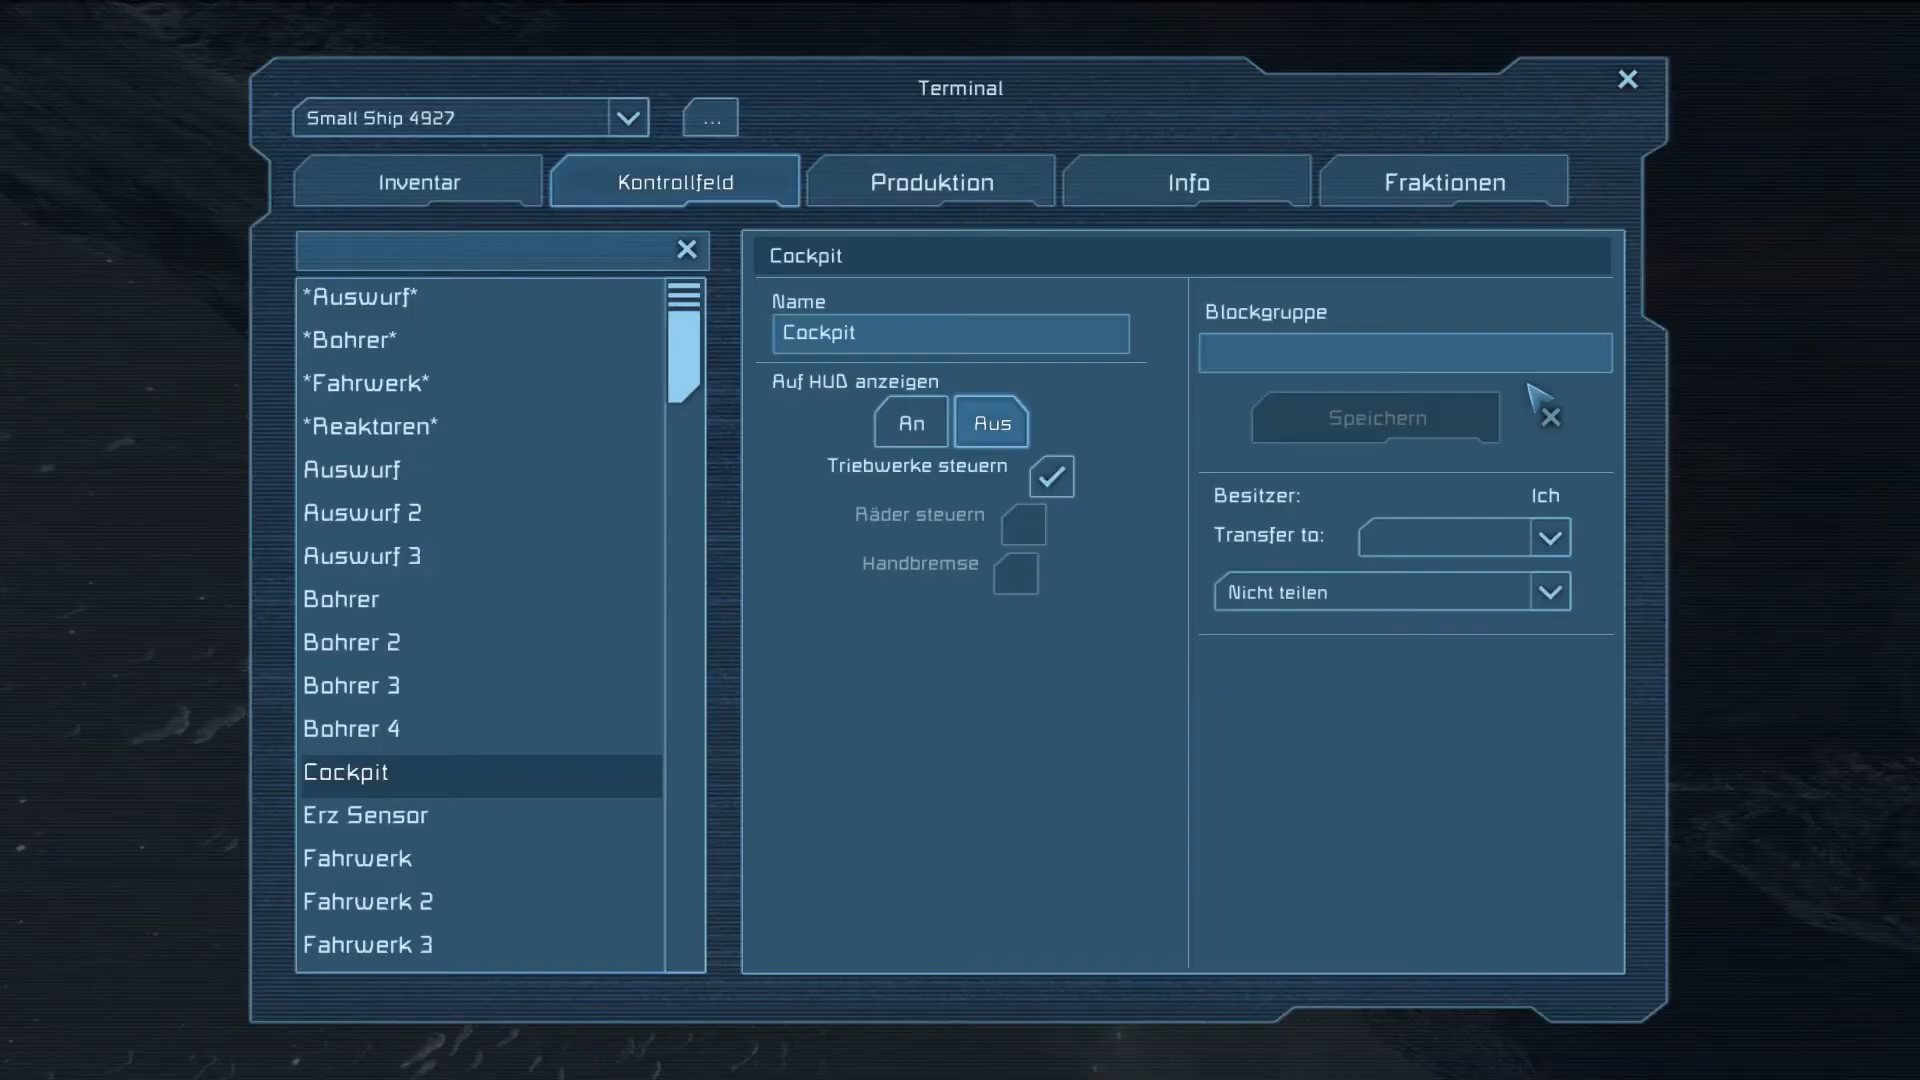 Terminal
Small Ship 4927
...
Inventar
Kontrollfeld
Produktion
Info
Fraktionen
*Auswurf*
*Bohrer*
*Fahrwerk*
*Reaktoren*
Auswurf
Auswurf 2
Auswurf 3
Bohrer
Bohrer 2
Bohrer 3
Bohrer 4
Cockpit
Erz Sensor
Fahrwerk
Fahrwerk 2
Fahrwerk 3
Cockpit
Name
Cockpit
Auf HUD anzeigen
An
Aus
Triebwerke steuern
Räder steuern
Handbremse
Blockgruppe
Speichern
Besitzer: Ich
Transfer to:
Nicht teilen